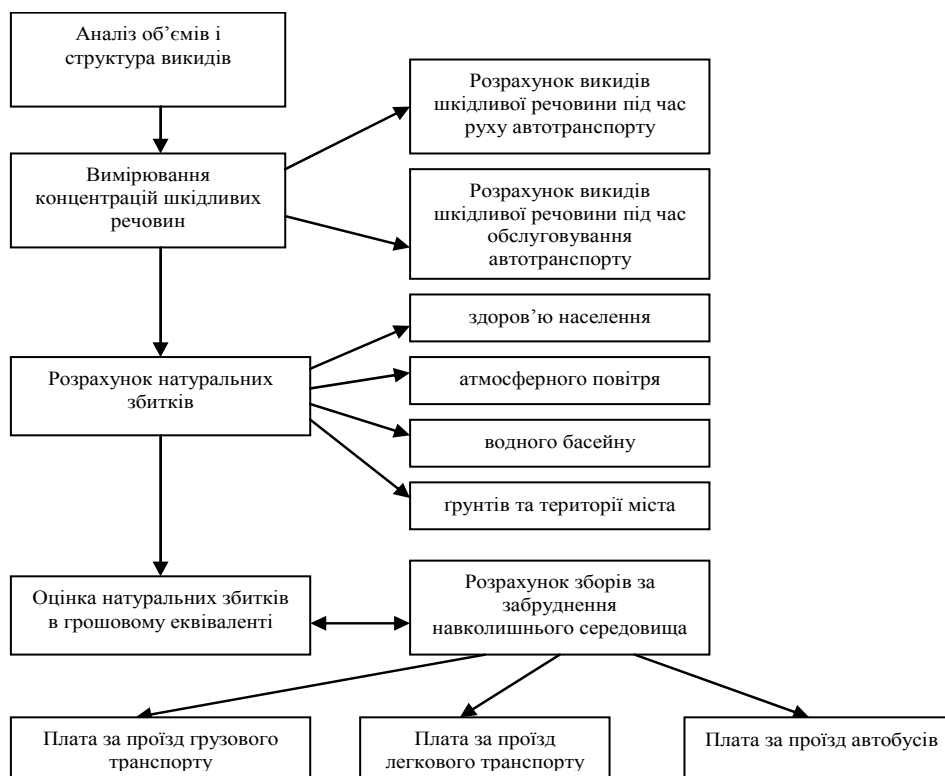 Аналіз об’ємів і
структура викидів
Розрахунок викидів
шкідливої речовини під час
руху автотранспорту
Вимірювання
концентрацій шкідливих
речовин
Розрахунок викидів
шкідливої речовини під час
обслуговування
автотранспорту
здоров’ю населення
Розрахунок натуральних
збитків
атмосферного повітря
водного басейну
ґрунтів та території міста
Оцінка натуральних збитків
в грошовому еквіваленті
Розрахунок зборів за
забруднення
навколишнього середовища
Плата за проїзд грузового
транспорту
Плата за проїзд
легкового транспорту
Плата за проїзд автобусів